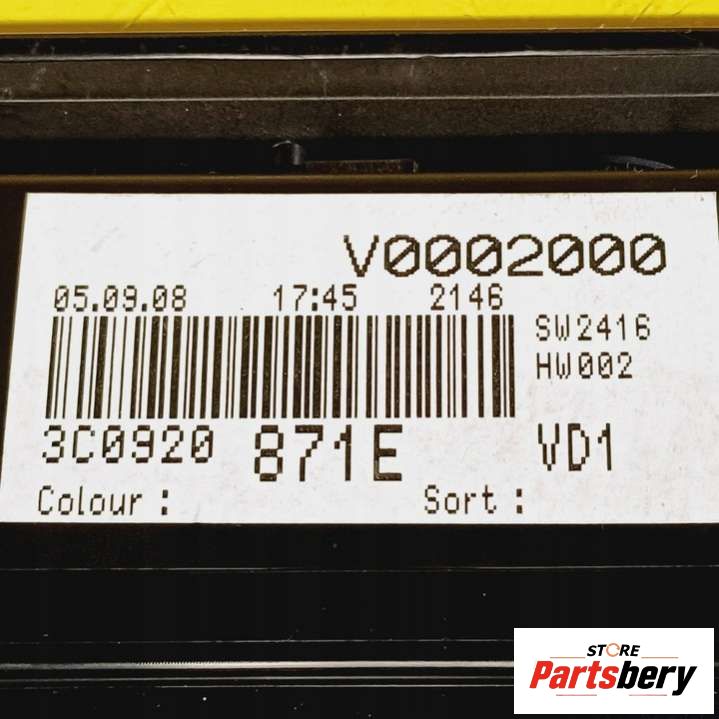 V0002000
05.09.08 17:45 2146
SW2416
HW002
3C0920 871E VD1
Colour : Sort :
STORE
Partsbery